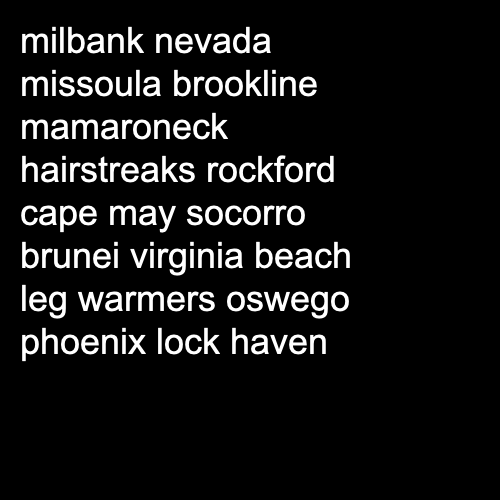 milbank nevada
missoula brookline
mamaroneck
hairstreaks rockford
cape may socorro
brunei virginia beach
leg warmers oswego
phoenix lock haven